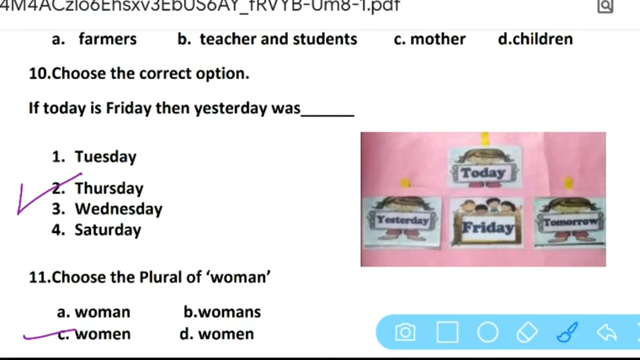 4M4ACzlo6Ehsxv3EbUS6AY_fRVYB-Um8-1.pdf
a. farmers b. teacher and students c. mother d.children
10.Choose the correct option.
If today is Friday then yesterday was______
1. Tuesday
2. Thursday
3. Wednesday
4. Saturday
Today
Yesterday Friday Tomorrow
11.Choose the Plural of ‘woman’
a. woman b.womans
c. women d. women